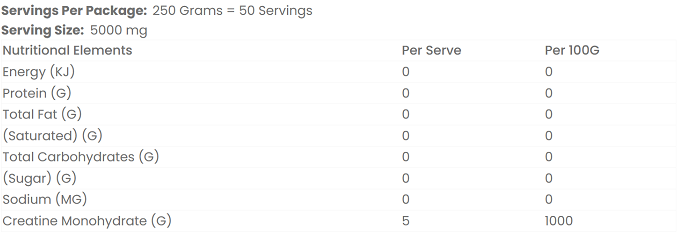 Servings Per Package: 250 Grams = 50 Servings
Serving Size: 5000 mg
Nutritional Elements Per Serve Per 100G
Energy (KJ) 0 0
Protein (G) 0 0
Total Fat (G) 0 0
(Saturated) (G) 0 0
Total Carbohydrates (G) 0 0
(Sugar) (G) 0 0
Sodium (MG) 0 0
Creatine Monohydrate (G) 5 1000